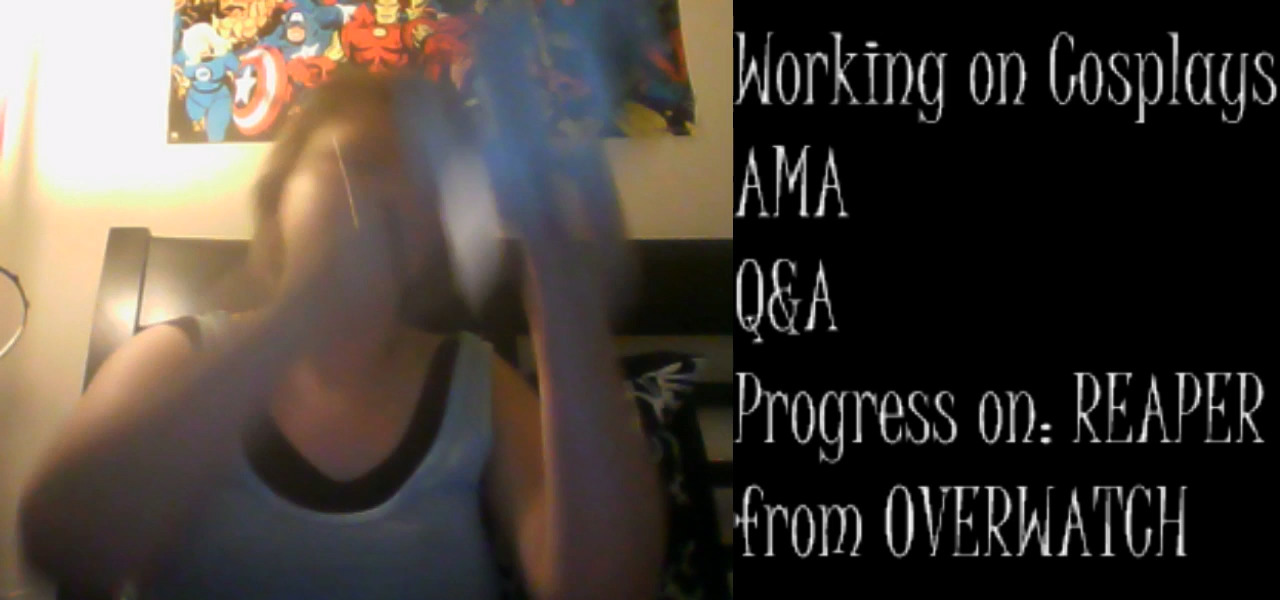 Working on Cosplays
AMA
Q&A
Progress on: REAPER
from OVERWATCH